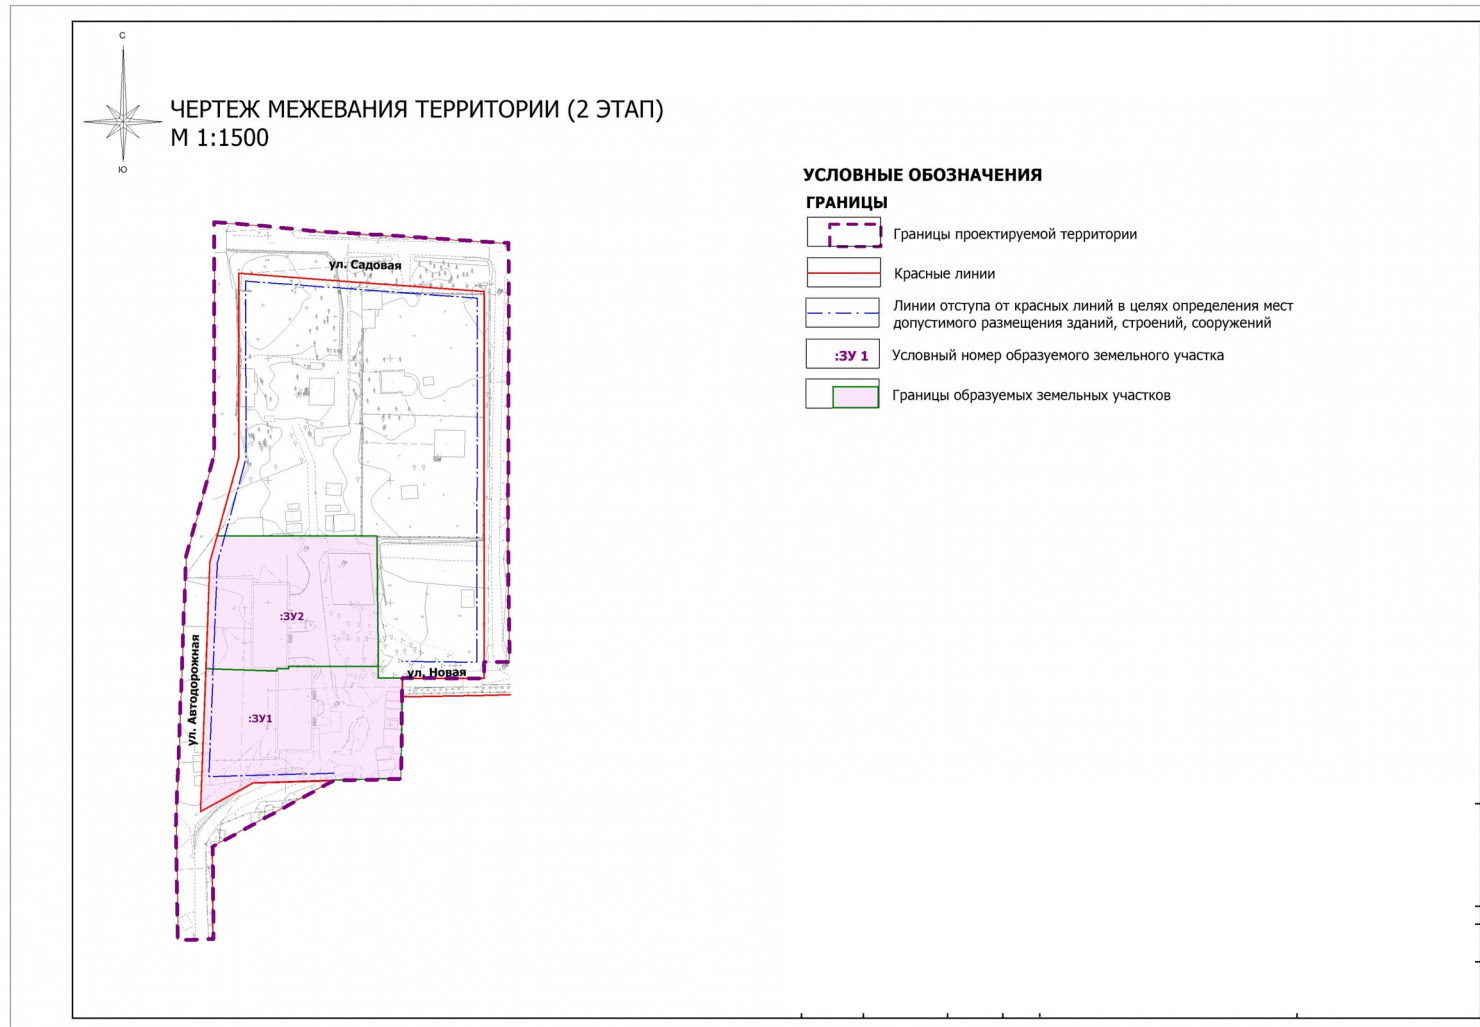 С
ЧЕРТЕЖ МЕЖЕВАНИЯ ТЕРРИТОРИИ (2 ЭТАП)
М 1:1500
Ю
УСЛОВНЫЕ ОБОЗНАЧЕНИЯ
ГРАНИЦЫ
Границы проектируемой территории
Красные линии
Линии отступа от красных линий в целях определения мест
допустимого размещения зданий, строений, сооружений
:ЗУ 1
Условный номер образуемого земельного участка
Границы образуемых земельных участков
ул. Садовая
:ЗУ2
ул. Новая
ул. Автодорожная
:ЗУ1